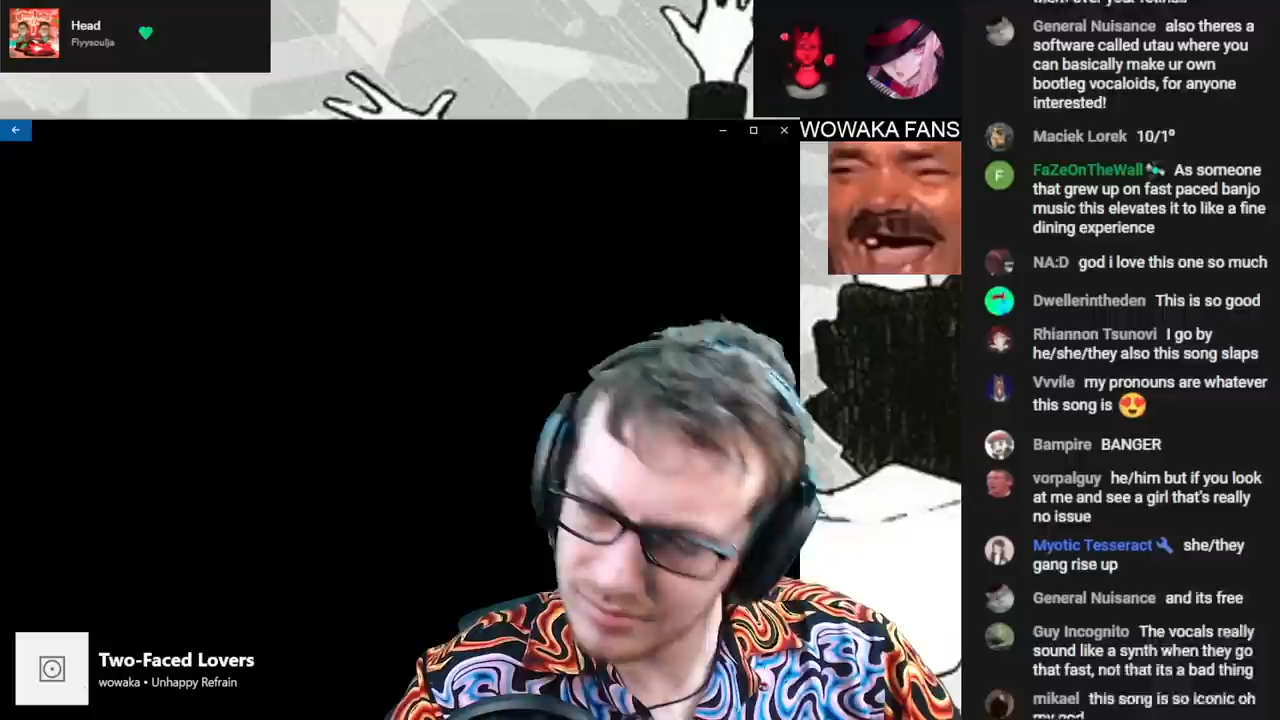 Head
Flyysoulja
WOWAKA FANS
Two-Faced Lovers
wowaka • Unhappy Refrain
General Nuisance also theres a
software called utau where you
can basically make ur own
bootleg vocaloids, for anyone
interested!
Maciek Lorek 10/1º
F
FaZeOnTheWall As someone
that grew up on fast paced banjo
music this elevates it to like a fine
dining experience
NA:D god i love this one so much
Dwellerintheden This is so good
Rhiannon Tsunovi I go by
he/she/they also this song slaps
Vvvile my pronouns are whatever
this song is 😍
Bampire BANGER
vorpalguy he/him but if you look
at me and see a girl that's really
no issue
Myotic Tesseract she/they
gang rise up
General Nuisance and its free
Guy Incognito The vocals really
sound like a synth when they go
that fast, not that its a bad thing
mikael this song is so iconic oh
my god